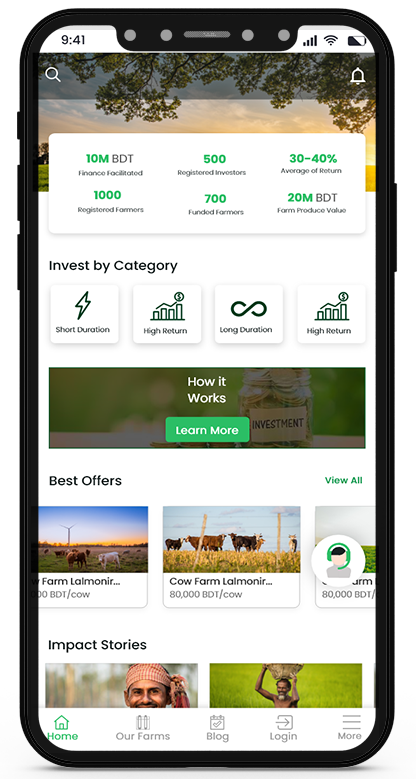 9:41
10M BDT
Finance Facilitated
500
Registered Investors
30-40%
Average of Return
1000
Registered Farmers
700
Funded Farmers
20M BDT
Farm Produce Value
Invest by Category
Short Duration
High Return
Long Duration
High Return
How it
Works
Learn More
INVESTMENT
Best Offers
View All
w Farm Lalmonir...
000 BDT/cow
Cow Farm Lalmonir...
80,000 BDT/cow
80,000 BDT/
Impact Stories
Home
Our Farms
Blog
Login
More